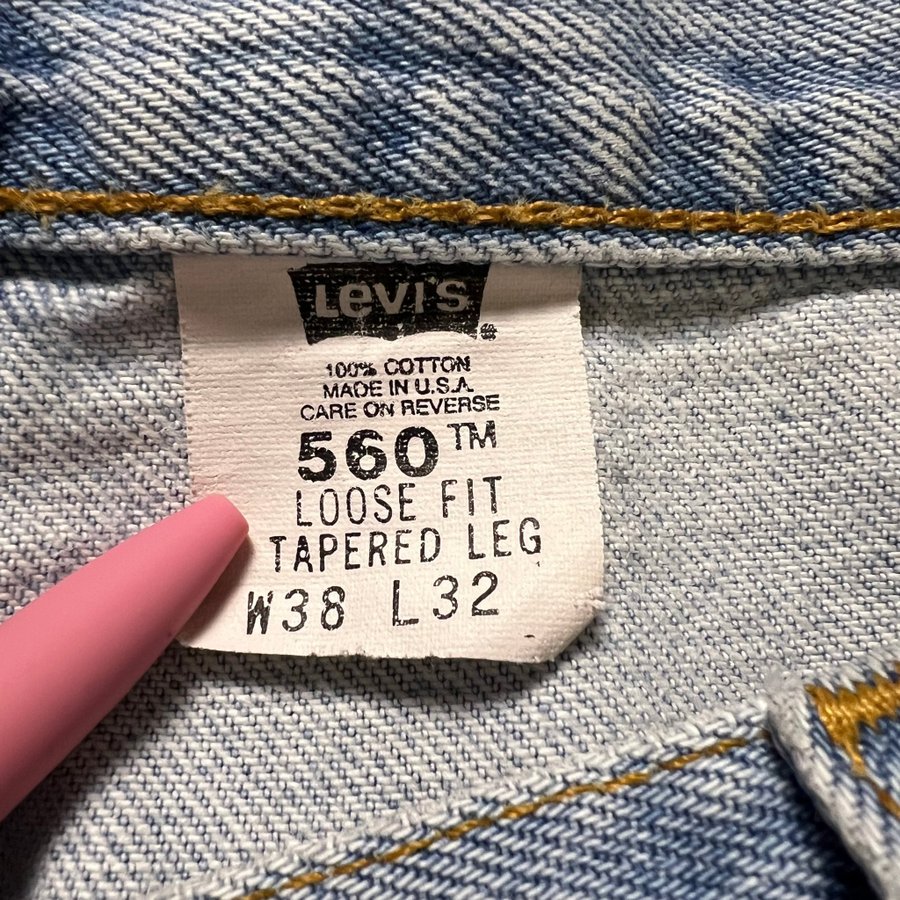 Levi's
100% COTTON
MADE IN U.S.A.
CARE ON REVERSE
560™
LOOSE FIT
TAPERED LEG
W38 L32